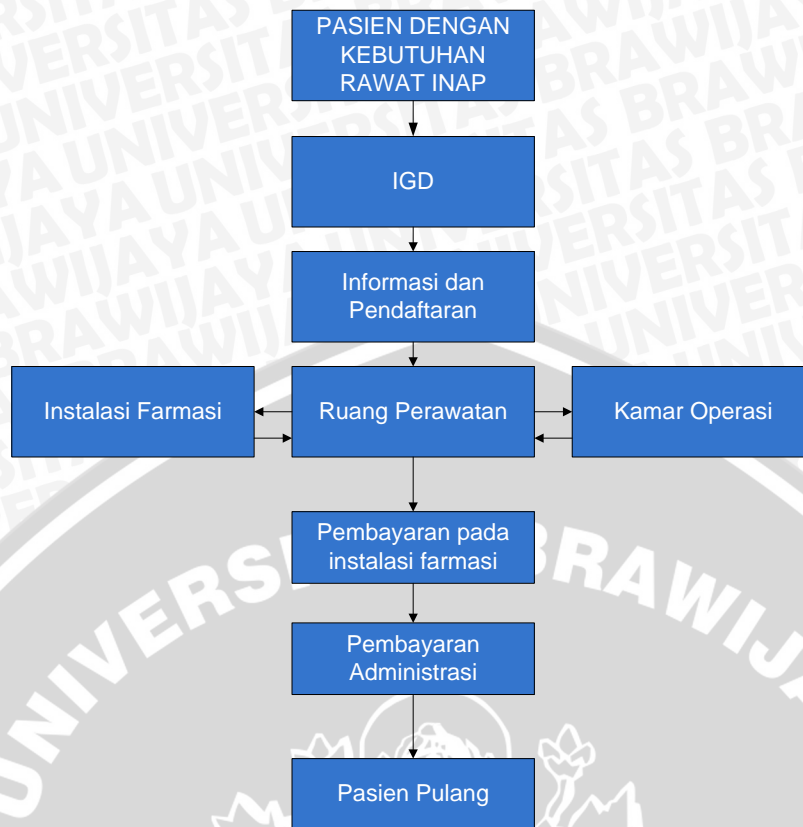 PASIEN DENGAN
KEBUTUHAN
RAWAT INAP
IGD
Informasi dan
Pendaftaran
Instalasi Farmasi
Ruang Perawatan
Kamar Operasi
Pembayaran pada
instalasi farmasi
Pembayaran
Administrasi
Pasien Pulang